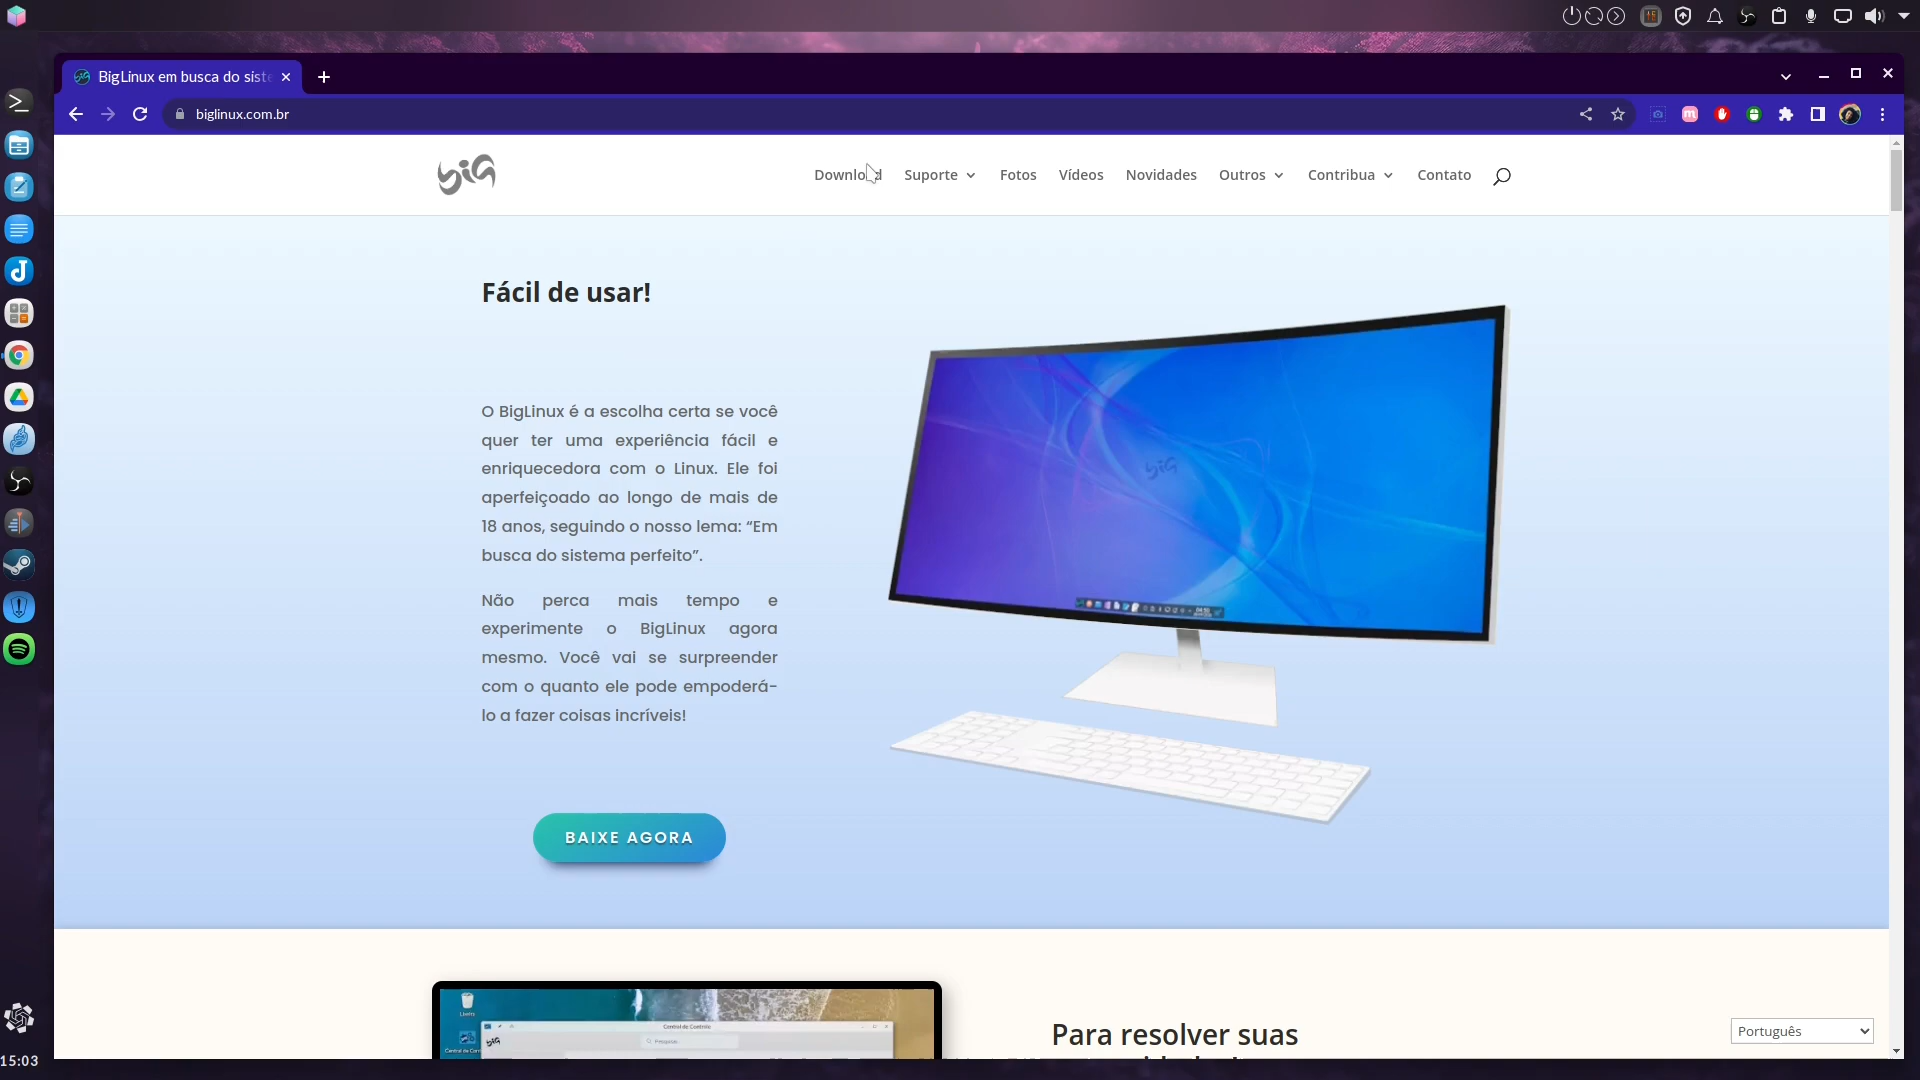 BigLinux em busca do siste
biglinux.com.br
Download
Suporte
Fotos
Vídeos
Novidades
Outros
Contribua
Contato
Fácil de usar!
O BigLinux é a escolha certa se você
quer ter uma experiência fácil e
enriquecedora com o Linux. Ele foi
aperfeiçoado ao longo de mais de
18 anos, seguindo o nosso lema: “Em
busca do sistema perfeito”.
Não perca mais tempo e
experimente o BigLinux agora
mesmo. Você vai se surpreender
com o quanto ele pode empoderá-
lo a fazer coisas incríveis!
BAIXE AGORA
Central de Controle
Pesquisar
Para resolver suas
Português
15:03